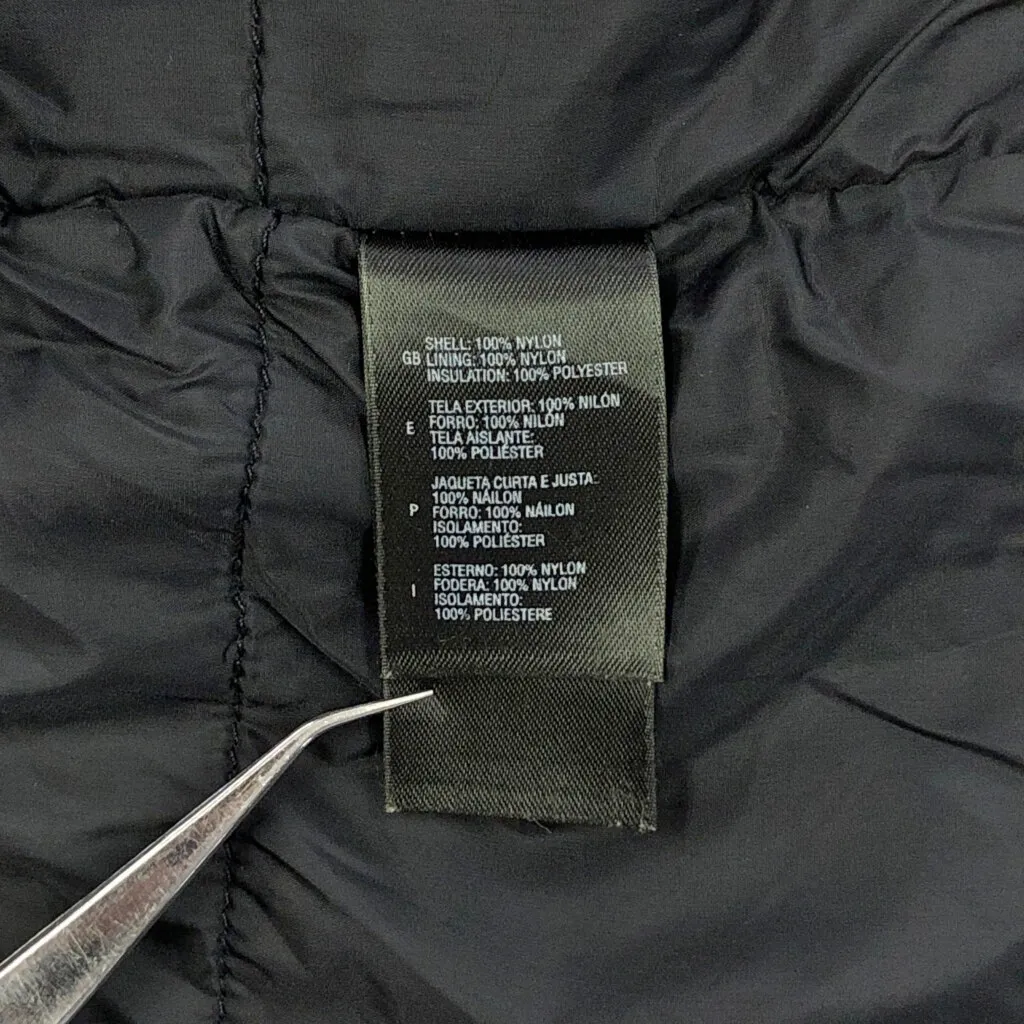 SHELL: 100% NYLON
GB LINING: 100% NYLON
INSULATION: 100% POLYESTER
TELA EXTERIOR: 100% NILÓN
E FORRO: 100% NILÓN
TELA AISLANTE:
100% POLIÉSTER
JAQUETA CURTA E JUSTA:
100% NÁILON
P FORRO: 100% NÁILON
ISOLAMENTO:
100% POLIÉSTER
ESTERNO: 100% NYLON
FODERA: 100% NYLON
I ISOLAMENTO:
100% POLIESTERE